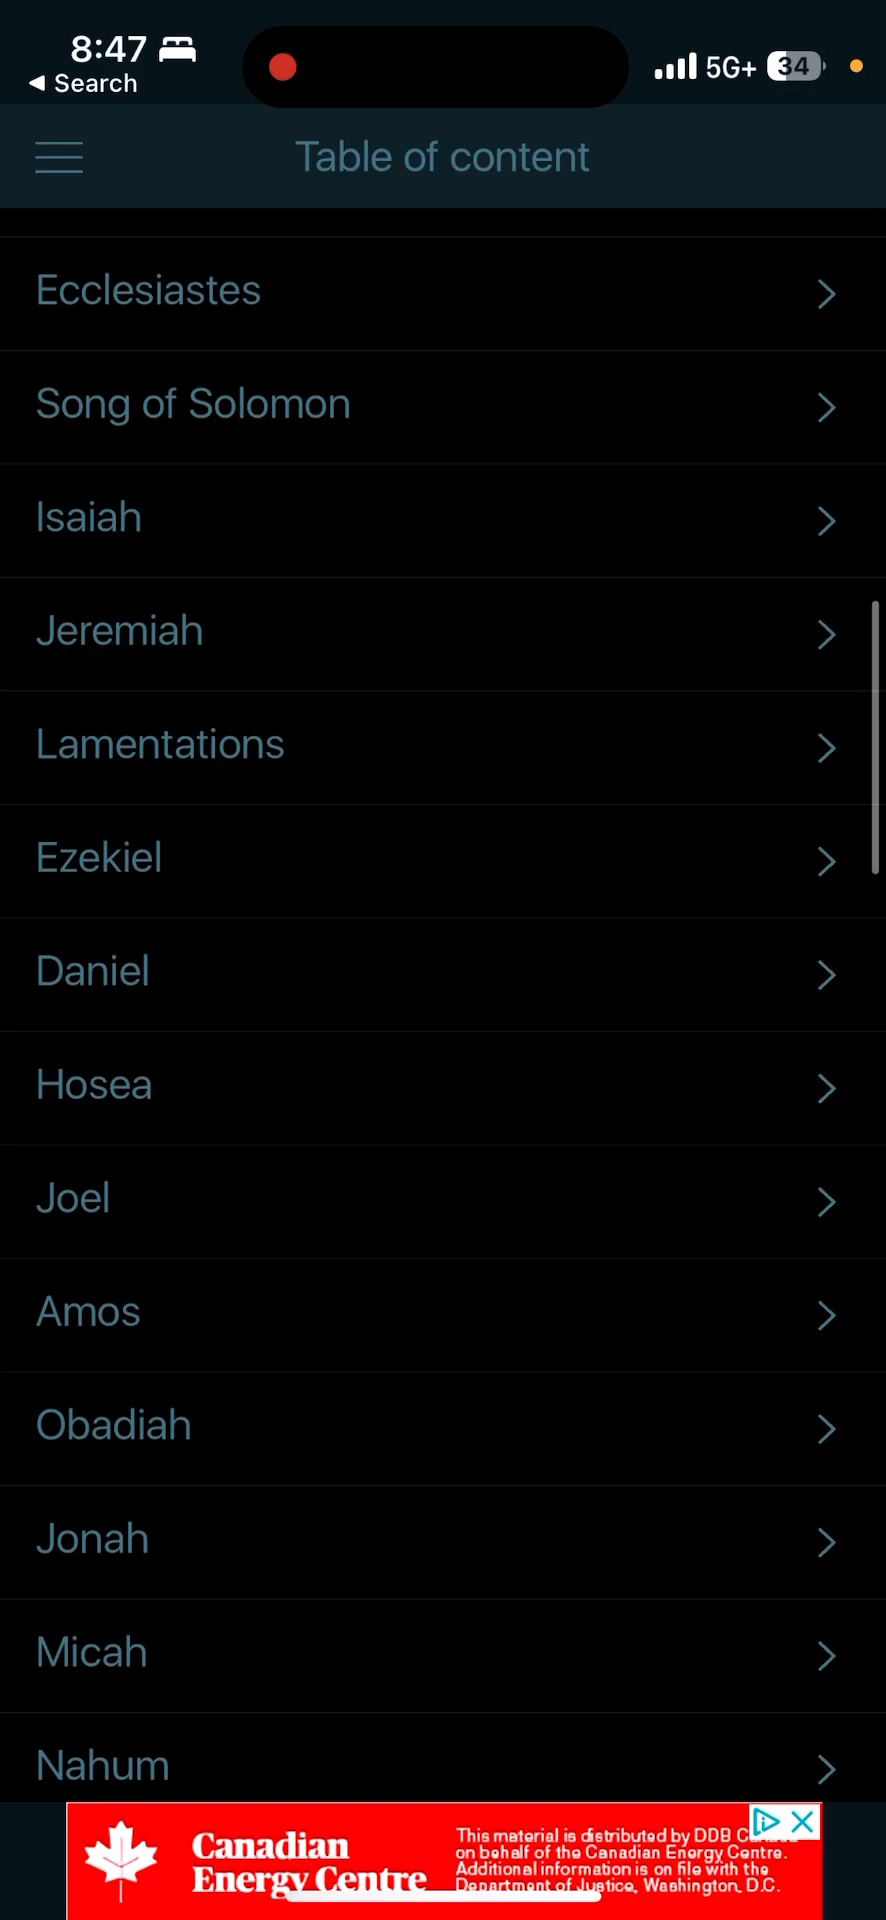 8:47
Search
5G+
34
Table of content
Ecclesiastes
Song of Solomon
Isaiah
Jeremiah
Lamentations
Ezekiel
Daniel
Hosea
Joel
Amos
Obadiah
Jonah
Micah
Nahum
Canadian
Energy Centre
This material is distributed by DDB
on behalf of the Canadian Energy Centre.
Additional information is on file with the
Department of Justice, Washington, D.C.